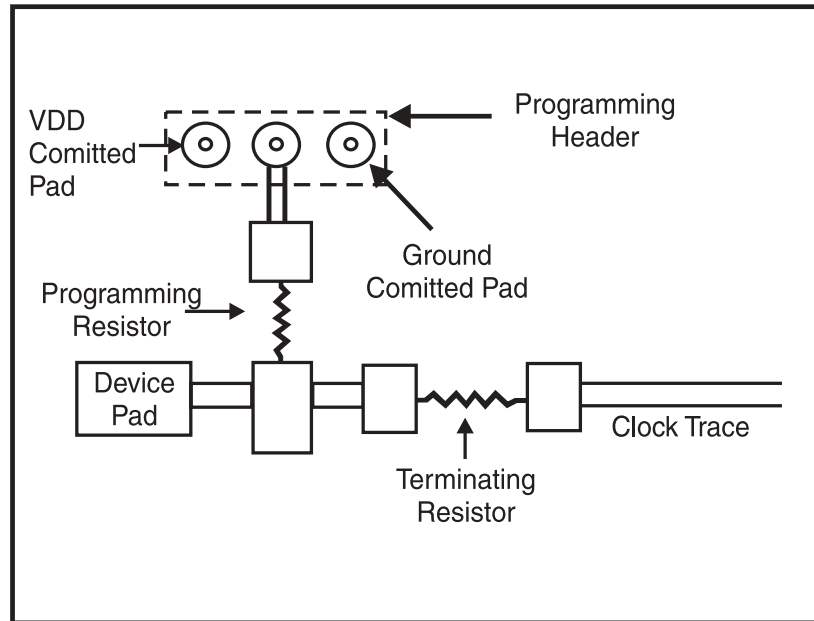 VDD
Comitted
Pad
Programming
Header
Ground
Comitted Pad
Programming
Resistor
Device
Pad
Clock Trace
Terminating
Resistor